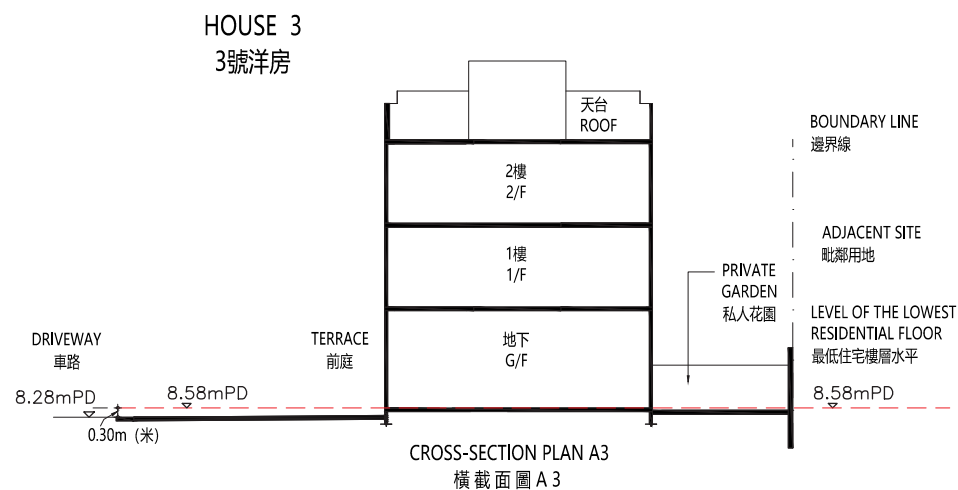 HOUSE 3
3號洋房
天台
ROOF
BOUNDARY LINE
邊界線
2樓
2/F
ADJACENT SITE
毗鄰用地
1樓
1/F
PRIVATE
GARDEN
私人花園
LEVEL OF THE LOWEST
RESIDENTIAL FLOOR
最低住宅樓層水平
DRIVEWAY
車路
TERRACE
前庭
地下
G/F
8.28mPD
8.58mPD
8.58mPD
0.30m (米)
CROSS-SECTION PLAN A3
橫截面圖A3